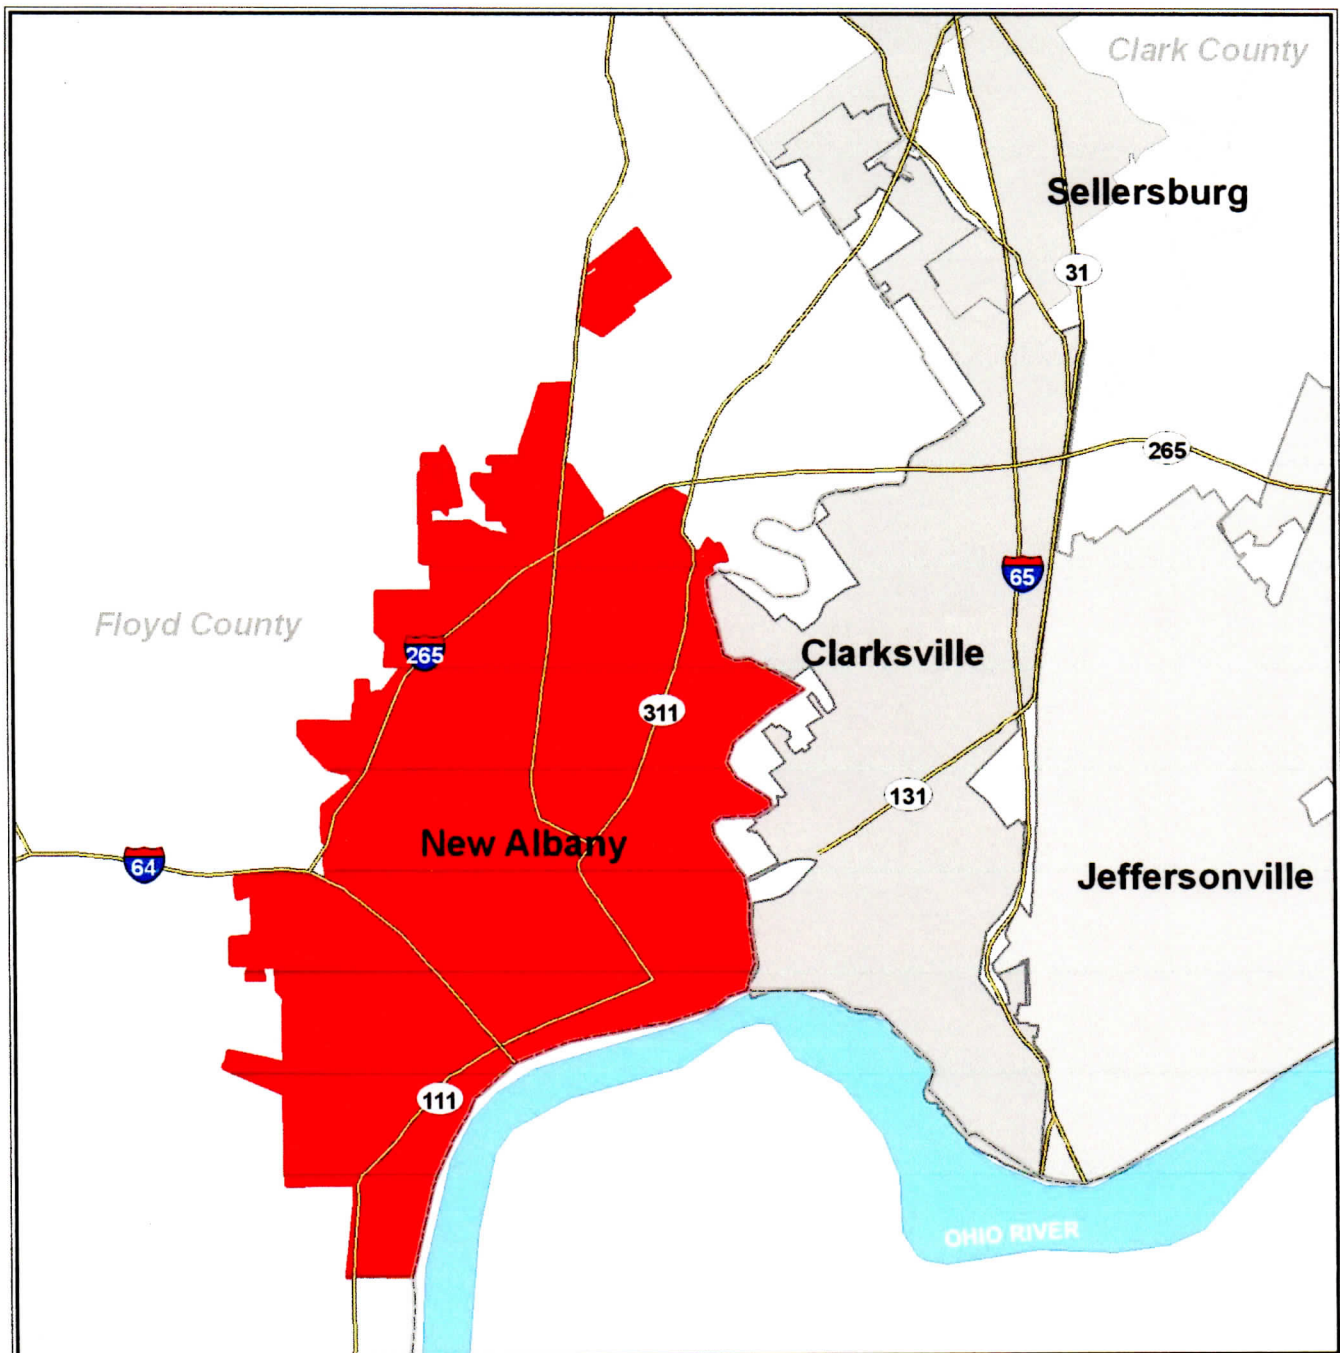 Clark County
Sellersburg
31
265
65
Floyd County
265
Clarksville
311
131
New Albany
64
Jeffersonville
111
OHIO RIVER